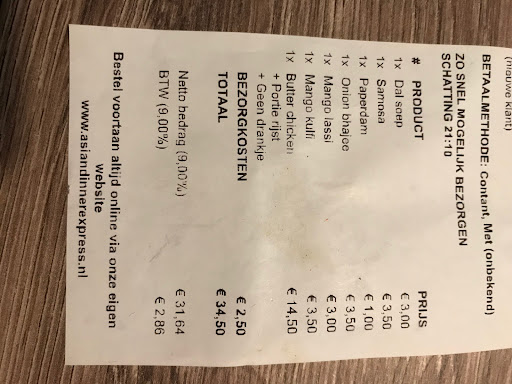 (nieuwe klant)
BETAALMETHODE: Contant, Met (onbekend)
ZO SNEL MOGELIJK BEZORGEN
SCHATTING 21:10
# PRODUCT PRIJS
1x Dal soep € 3,00
1x Samosa € 3,50
1x Paperdam € 1,00
1x Onion bhajoe € 3,50
1x Mango lassi € 3,00
1x Mango kulfi € 3,50
1x Butter chicken € 14,50
+ Portie rijst
+ Geen drankje
BEZORGKOSTEN € 2,50
TOTAAL € 34,50
Netto bedrag (9,00%) € 31,64
BTW (9,00%) € 2,86
Bestel voortaan altijd online via onze eigen
website
www.asiandinnerexpress.nl